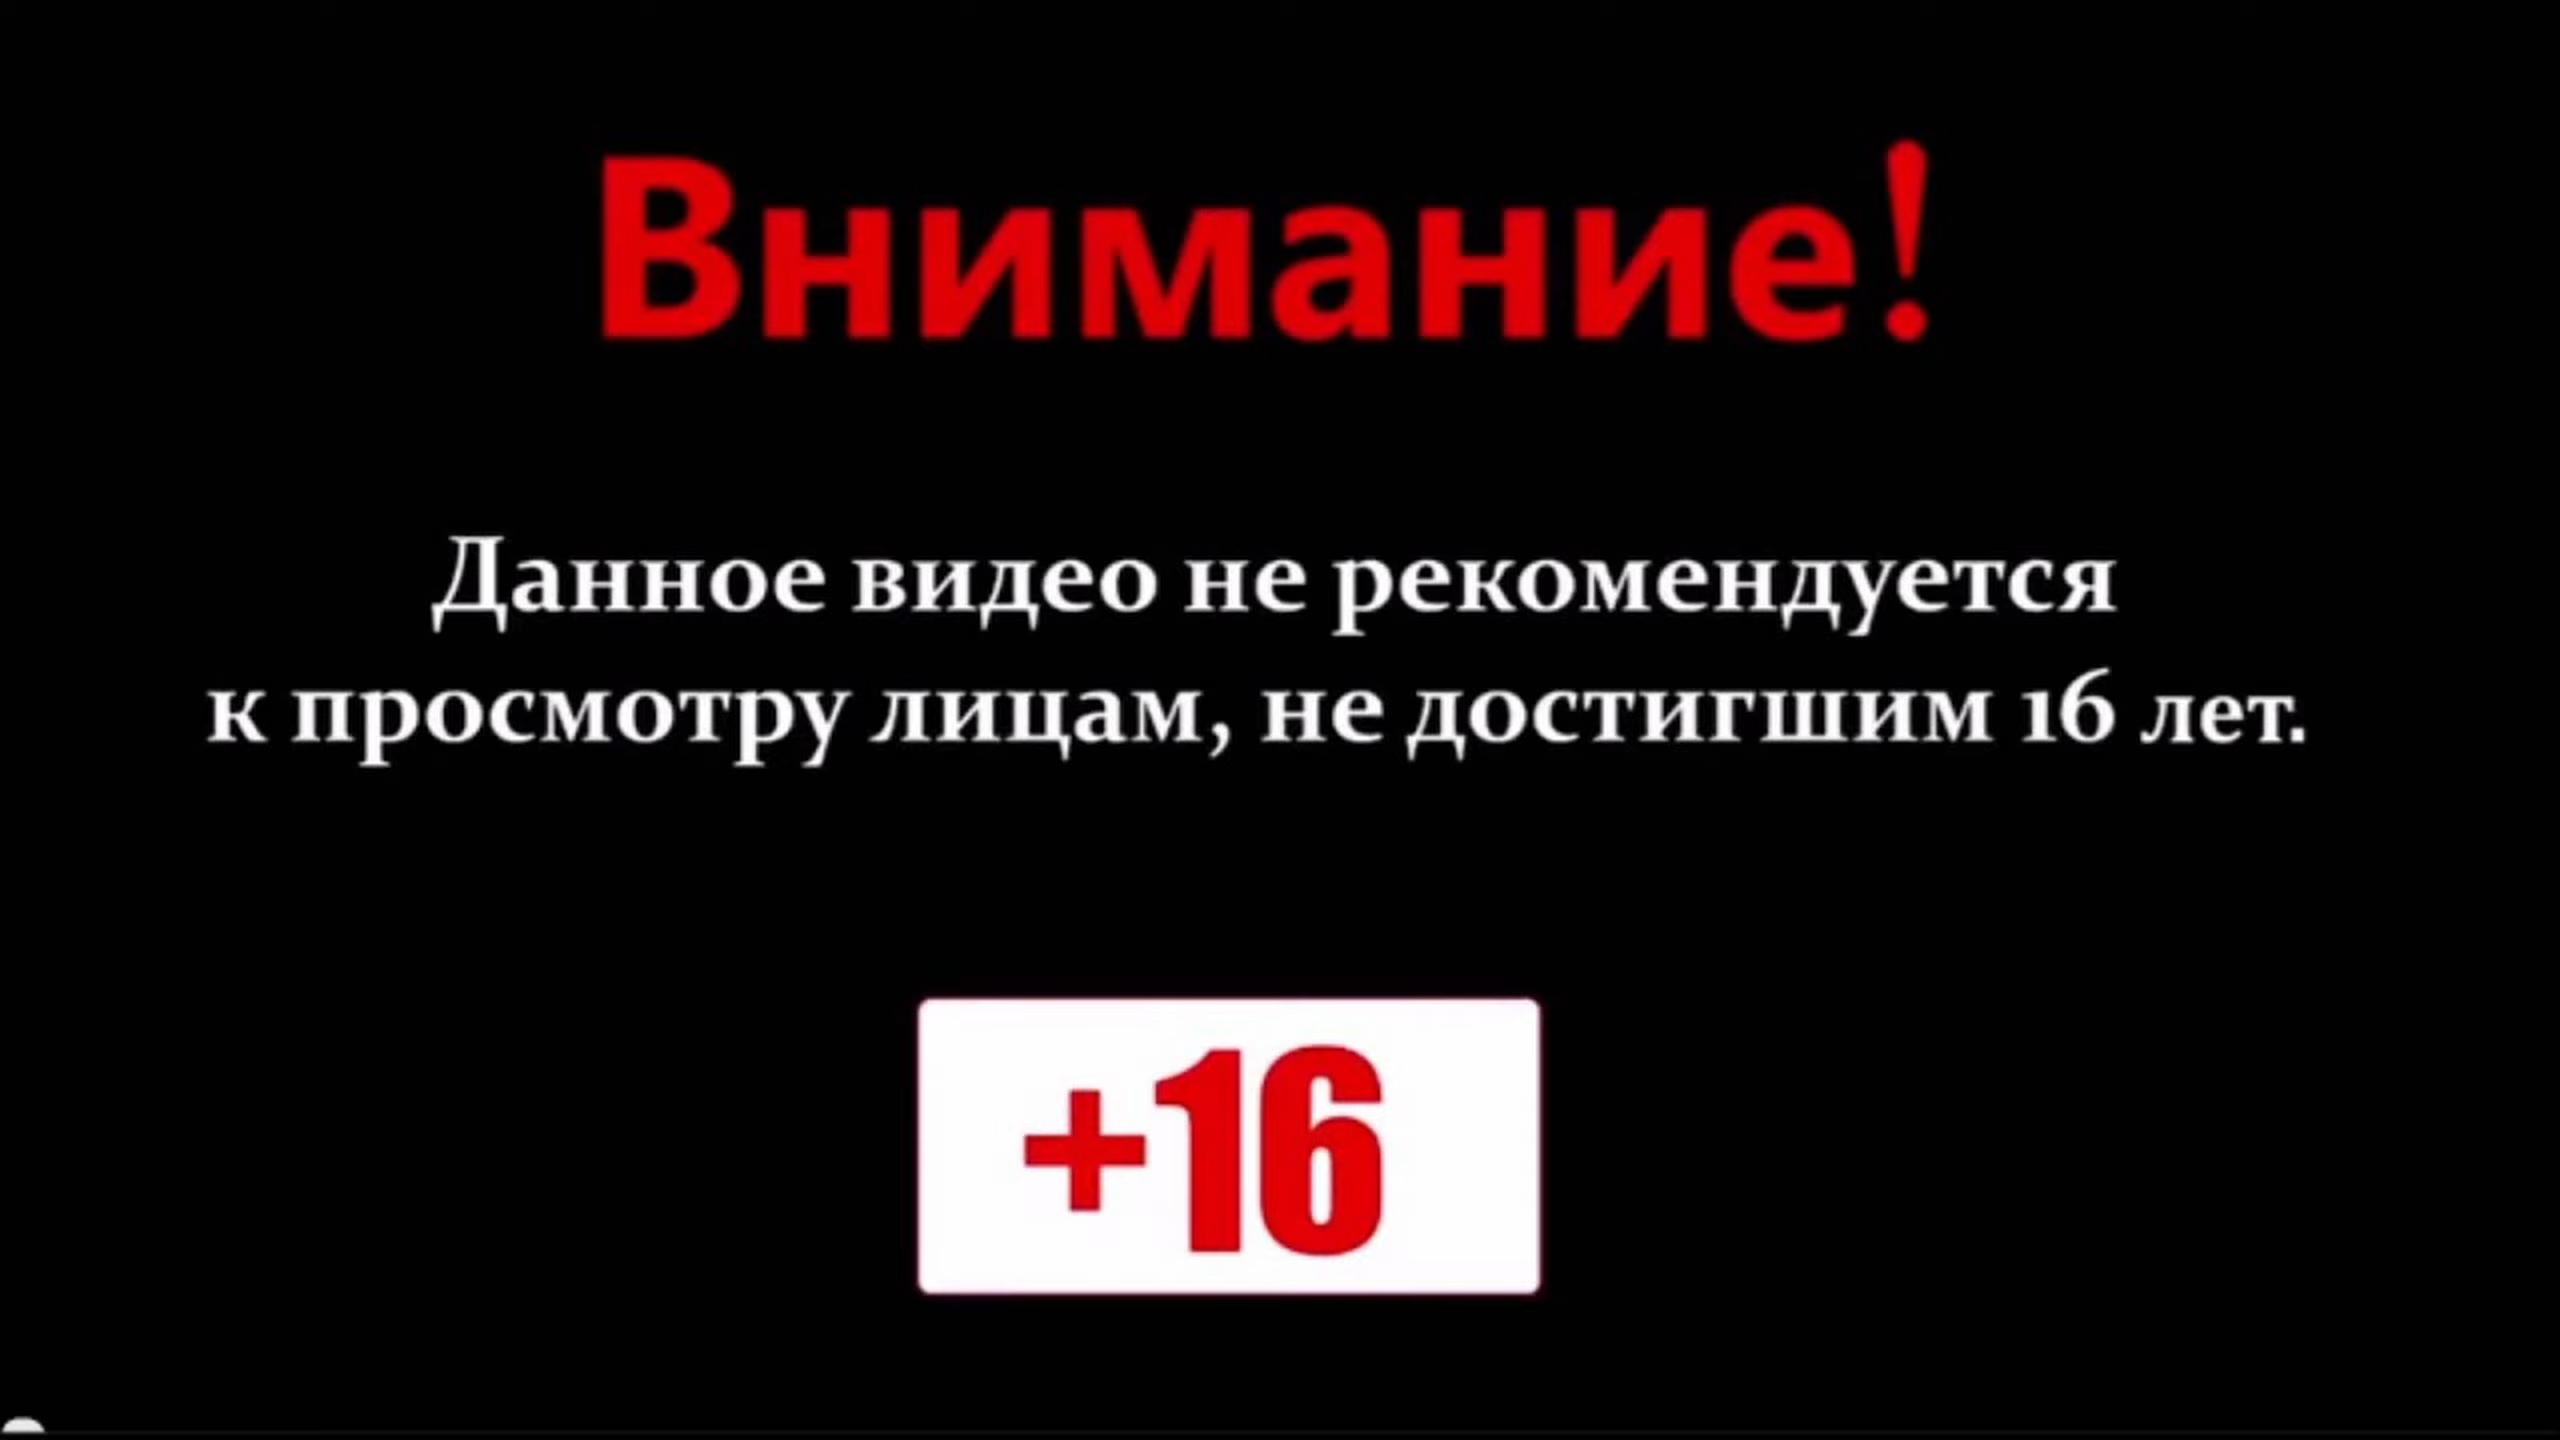 Внимание!
Данное видео не рекомендуется
к просмотру лицам, не достигшим 16 лет.
+16